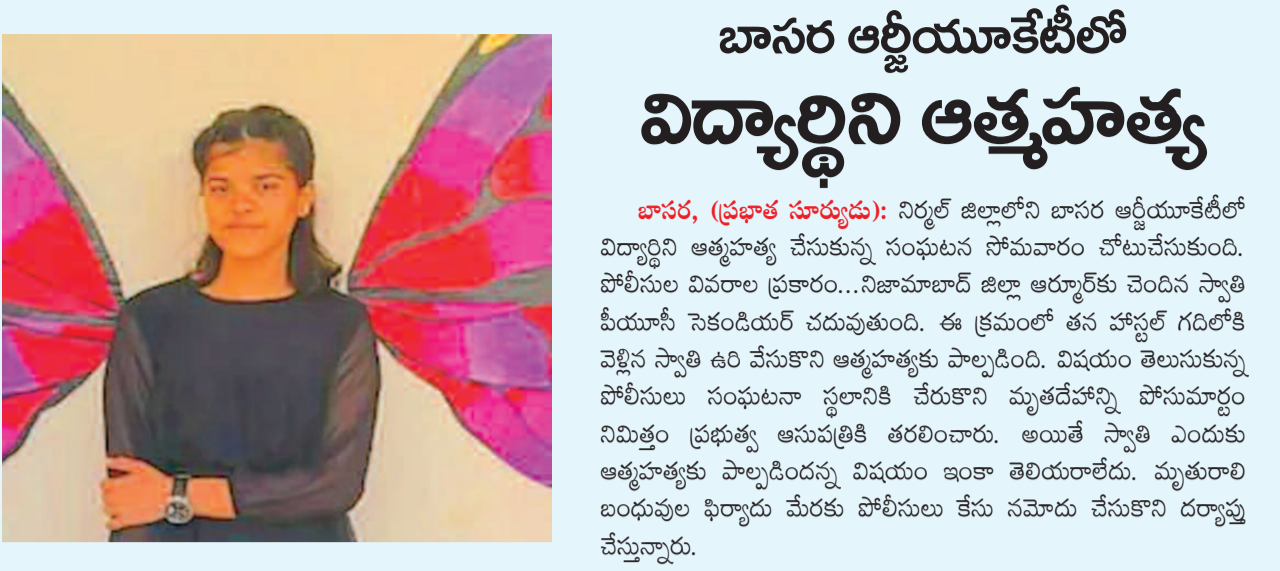 బాసర ఆర్జీయూకేటీలో
విద్యార్థిని ఆత్మహత్య
బాసర, (ప్రభాత సూర్యుడు): నిర్మల్ జిల్లాలోని బాసర ఆర్జీయూకేటీలో
విద్యార్థిని ఆత్మహత్య చేసుకున్న సంఘటన సోమవారం చోటుచేసుకుంది.
పోలీసుల వివరాల ప్రకారం...నిజామాబాద్ జిల్లా ఆర్మూర్‌కు చెందిన స్వాతి
పీయూసీ సెకండియర్ చదువుతుంది. ఈ క్రమంలో తన హాస్టల్ గదిలోకి
వెళ్లిన స్వాతి ఉరి వేసుకొని ఆత్మహత్యకు పాల్పడింది. విషయం తెలుసుకున్న
పోలీసులు సంఘటనా స్థలానికి చేరుకొని మృతదేహాన్ని పోసుమార్టం
నిమిత్తం ప్రభుత్వ ఆసుపత్రికి తరలించారు. అయితే స్వాతి ఎందుకు
ఆత్మహత్యకు పాల్పడిందన్న విషయం ఇంకా తెలియరాలేదు. మృతురాలి
బంధువుల ఫిర్యాదు మేరకు పోలీసులు కేసు నమోదు చేసుకొని దర్యాప్తు
చేస్తున్నారు.